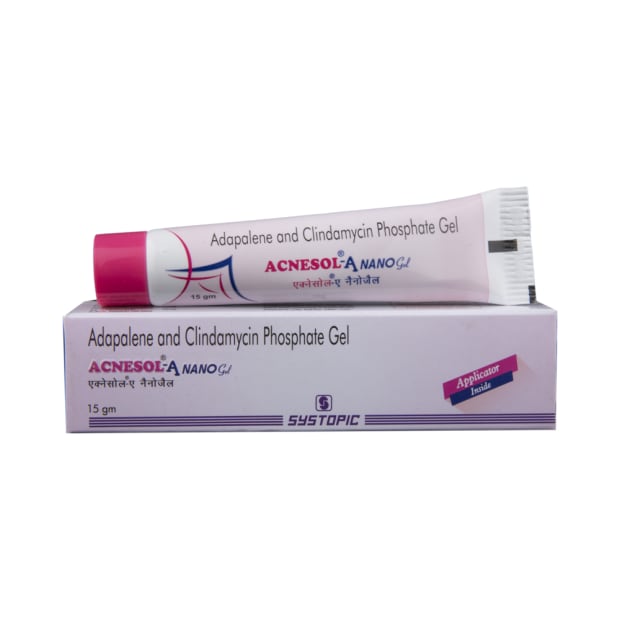 Adapalene and Clindamycin Phosphate Gel
ACNESOL®-A NANO Gel
एक्नेसोल®-ए नैनोजैल
15 gm
Adapalene and Clindamycin Phosphate Gel
ACNESOL®-A NANO Gel
एक्नेसोल®-ए नैनोजैल
Applicator
Inside
15 gm
S
SYSTOPIC